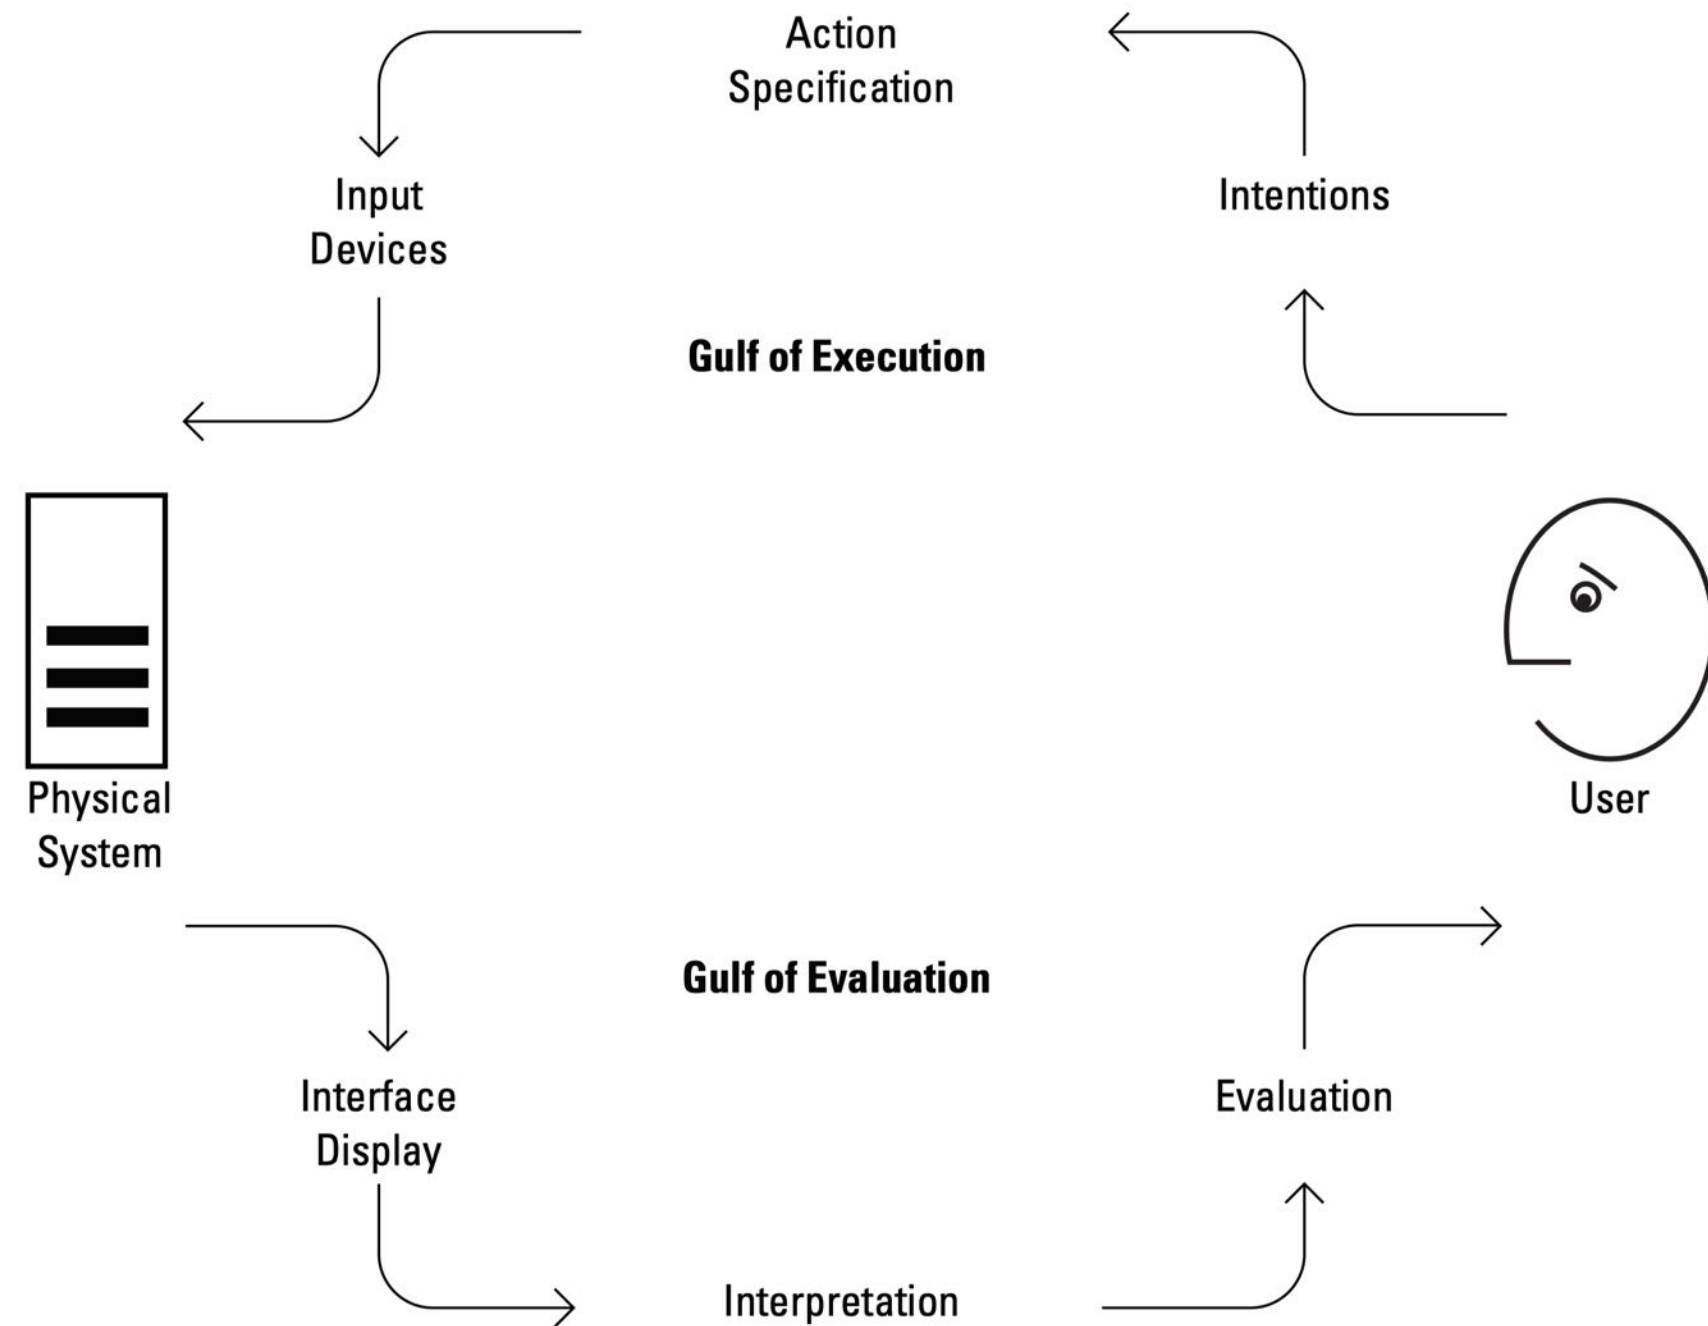 Action
Specification
Input
Devices
Intentions
Gulf of Execution
Physical
System
User
Gulf of Evaluation
Interface
Display
Evaluation
Interpretation